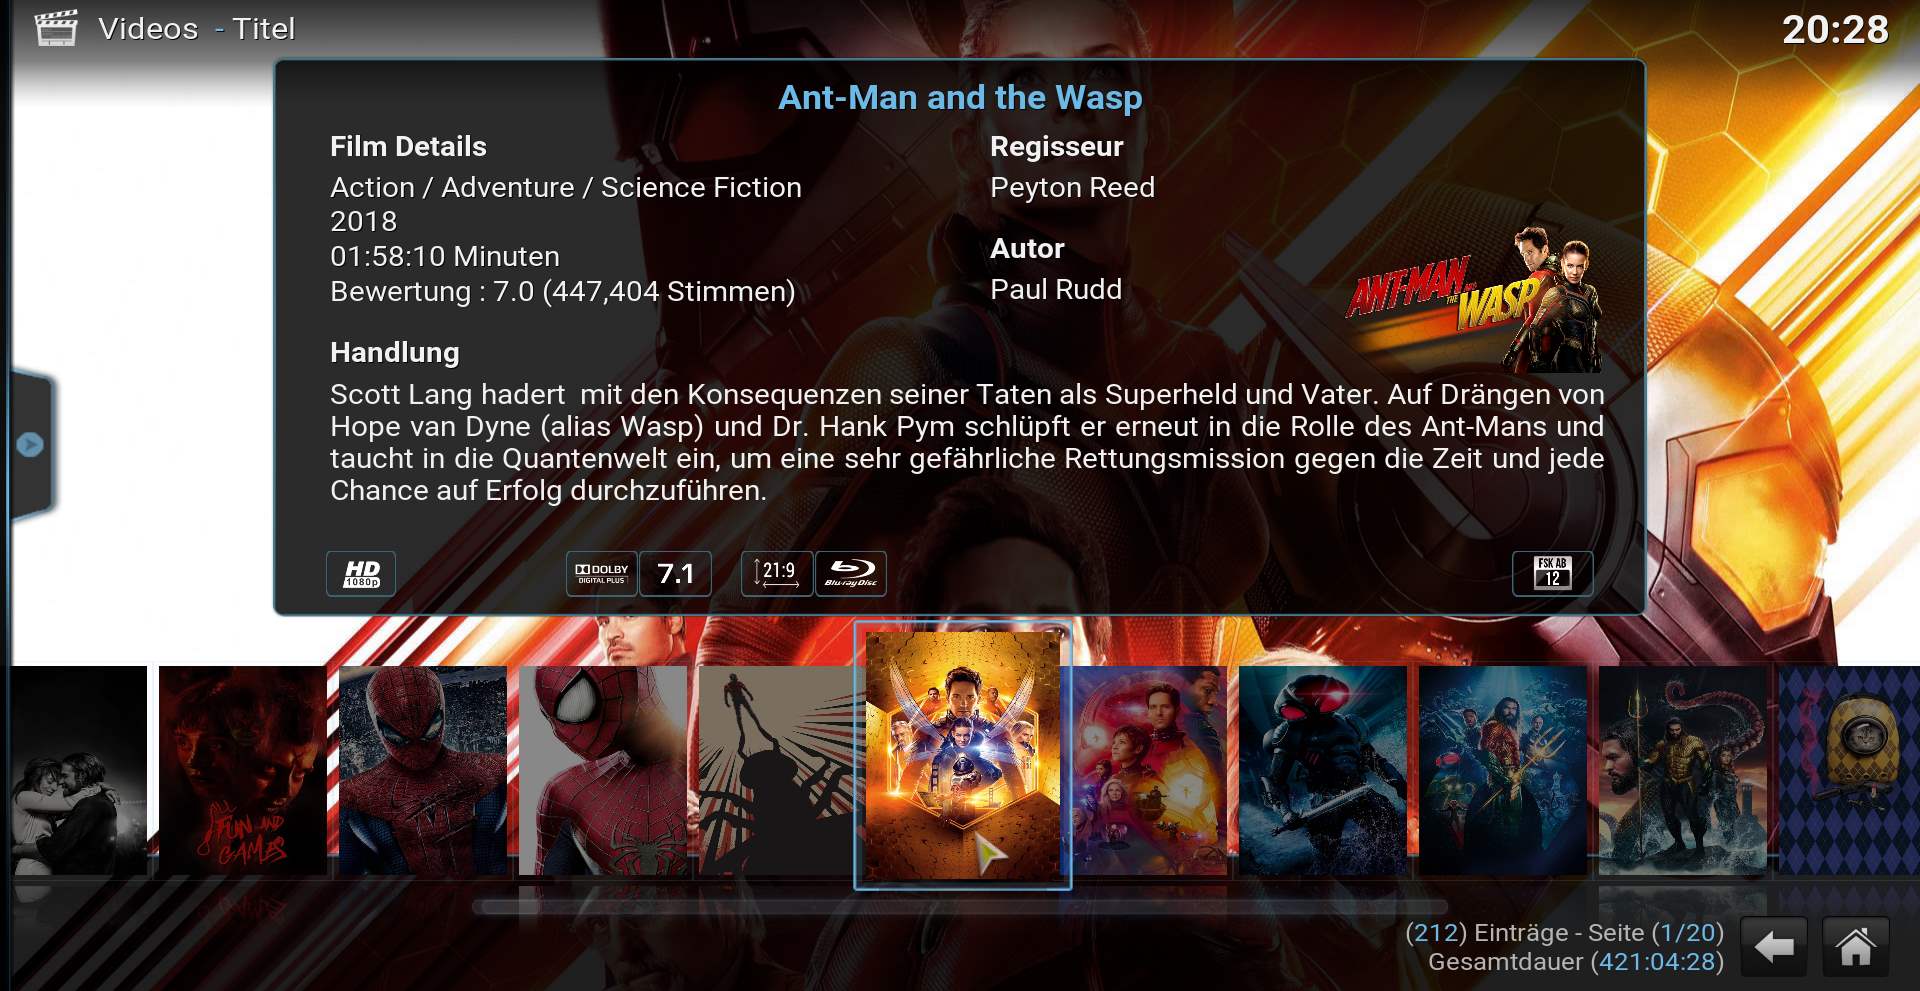 Videos - Titel
20:28
Ant-Man and the Wasp
Film Details
Action / Adventure / Science Fiction
2018
01:58:10 Minuten
Bewertung : 7.0 (447,404 Stimmen)
Regisseur
Peyton Reed
Autor
Paul Rudd
ANT-MAN AND
THE WASP
Handlung
Scott Lang hadert  mit den Konsequenzen seiner Taten als Superheld und Vater. Auf Drängen von
Hope van Dyne (alias Wasp) und Dr. Hank Pym schlüpft er erneut in die Rolle des Ant-Mans und
taucht in die Quantenwelt ein, um eine sehr gefährliche Rettungsmission gegen die Zeit und jede
Chance auf Erfolg durchzuführen.
HD
1080p
DOLBY
DIGITAL PLUS
7.1
21:9
Blu-ray Disc
FSK AB
12
ALL
FUN AND
GAMES
(212) Einträge - Seite (1/20)
Gesamtdauer (421:04:28)